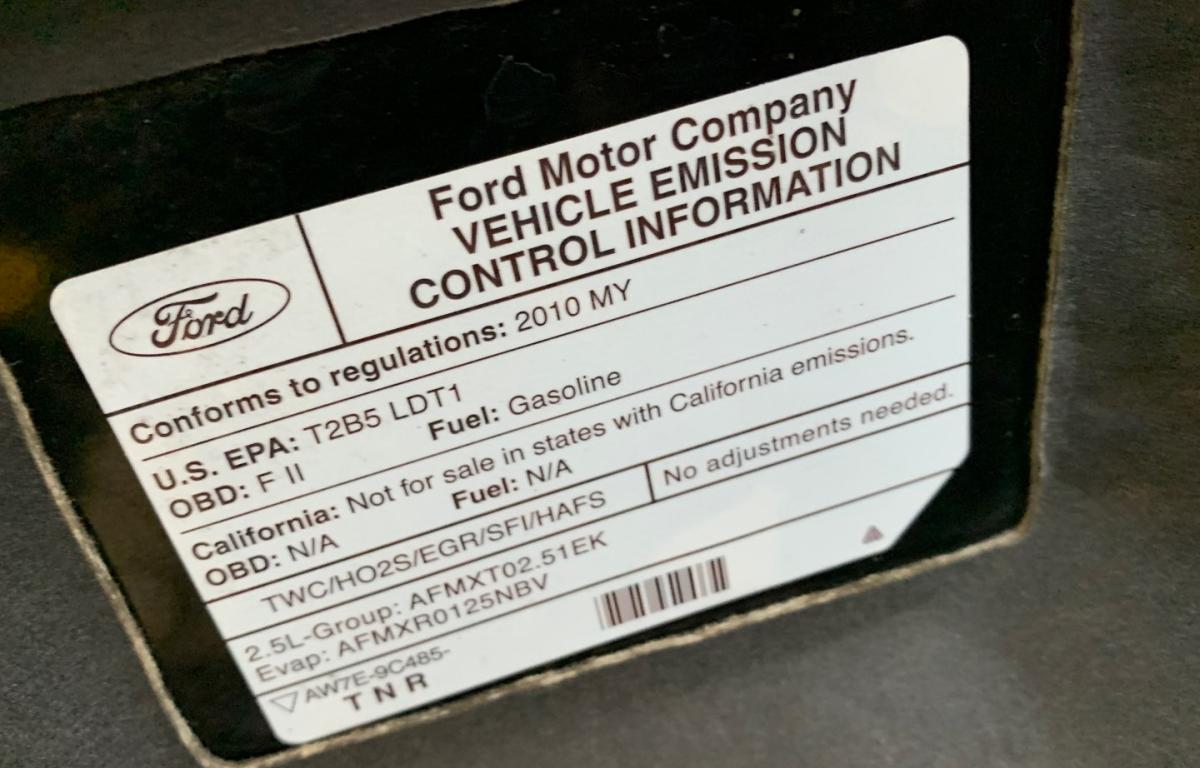 Ford Motor Company
VEHICLE EMISSION
CONTROL INFORMATION
Ford
Conforms to regulations: 2010 MY
U.S. EPA: T2B5 LDT1
OBD: F II Fuel: Gasoline
California: Not for sale in states with California emissions.
OBD: N/A Fuel: N/A
TWC/HO2S/EGR/SFI/HAFS No adjustments needed.
2.5L-Group: AFMXT02.51EK
Evap: AFMXR0125NBV
AW7E-9C485-
T N R